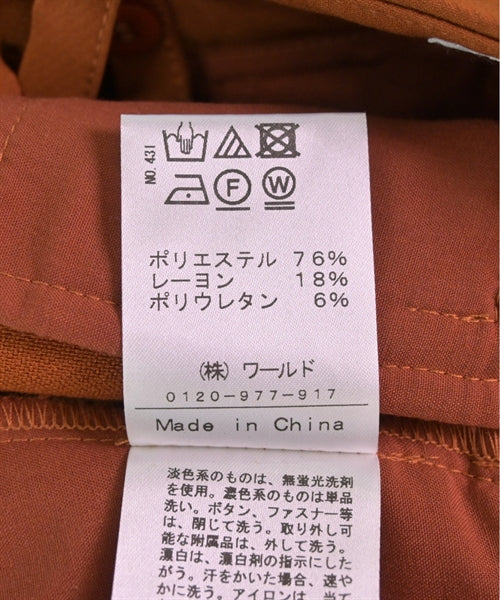 NO.431
F W
ポリエステル 76%
レーヨン 18%
ポリウレタン 6%
(株) ワールド
0120-977-917
Made in China
淡色系のものは、無蛍光洗剤
を使用。濃色系のものは単品
洗い。ボタン、ファスナー等
は、閉じて洗う。取り外し可
能な附属品は、外して洗う。
漂白は、漂白剤の指示にした
がう。汗をかいた場合、速や
かに洗う。アイロンは、当て